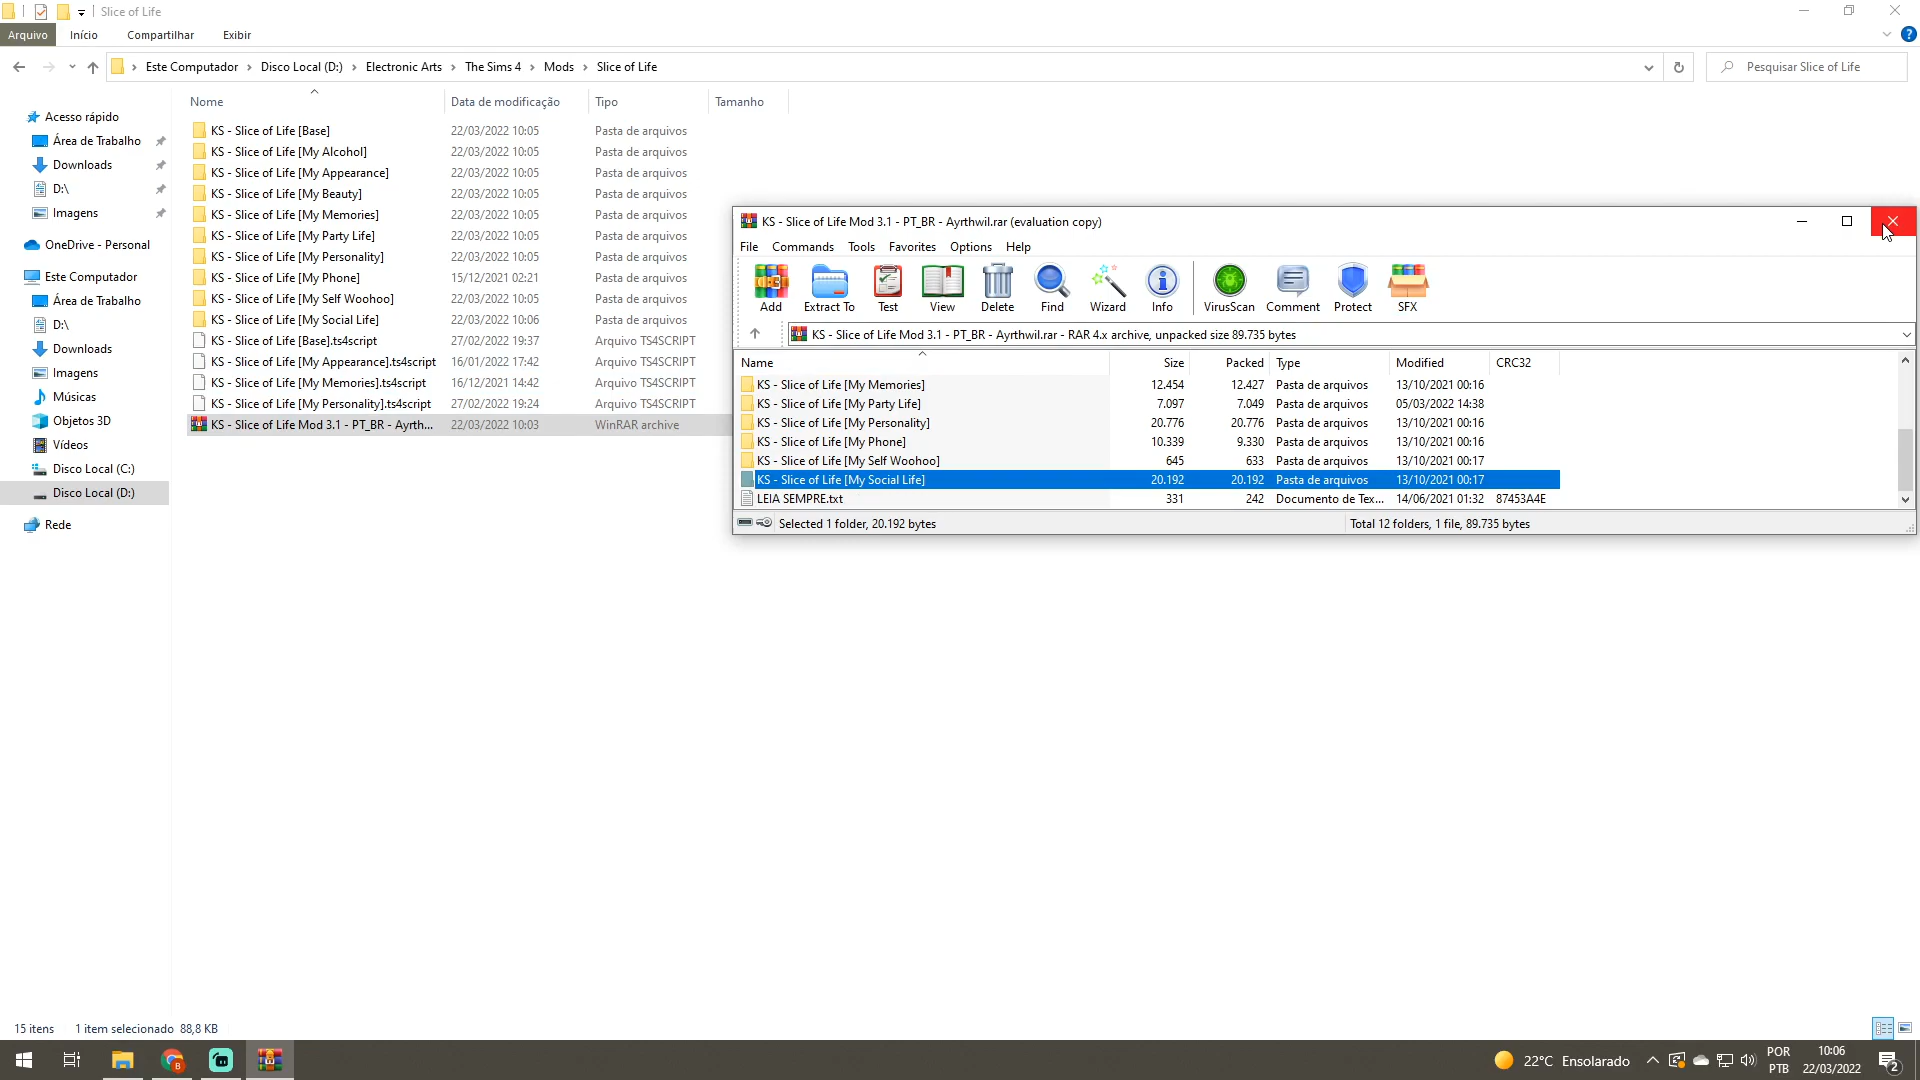 Slice of Life
Arquivo Início Compartilhar Exibir
Este Computador › Disco Local (D:) › Electronic Arts › The Sims 4 › Mods › Slice of Life
Pesquisar Slice of Life
Acesso rápido
Área de Trabalho
Downloads
D:\
Imagens
OneDrive - Personal
Este Computador
Área de Trabalho
D:\
Downloads
Imagens
Músicas
Objetos 3D
Vídeos
Disco Local (C:)
Disco Local (D:)
Rede
Nome Data de modificação Tipo Tamanho
KS - Slice of Life [Base] 22/03/2022 10:05 Pasta de arquivos
KS - Slice of Life [My Alcohol] 22/03/2022 10:05 Pasta de arquivos
KS - Slice of Life [My Appearance] 22/03/2022 10:05 Pasta de arquivos
KS - Slice of Life [My Beauty] 22/03/2022 10:05 Pasta de arquivos
KS - Slice of Life [My Memories] 22/03/2022 10:05 Pasta de arquivos
KS - Slice of Life [My Party Life] 22/03/2022 10:05 Pasta de arquivos
KS - Slice of Life [My Personality] 22/03/2022 10:05 Pasta de arquivos
KS - Slice of Life [My Phone] 15/12/2021 02:21 Pasta de arquivos
KS - Slice of Life [My Self Woohoo] 22/03/2022 10:05 Pasta de arquivos
KS - Slice of Life [My Social Life] 22/03/2022 10:06 Pasta de arquivos
KS - Slice of Life [Base].ts4script 27/02/2022 19:37 Arquivo TS4SCRIPT
KS - Slice of Life [My Appearance].ts4script 16/01/2022 17:42 Arquivo TS4SCRIPT
KS - Slice of Life [My Memories].ts4script 16/12/2021 14:42 Arquivo TS4SCRIPT
KS - Slice of Life [My Personality].ts4script 27/02/2022 19:24 Arquivo TS4SCRIPT
KS - Slice of Life Mod 3.1 - PT_BR - Ayrth... 22/03/2022 10:03 WinRAR archive
KS - Slice of Life Mod 3.1 - PT_BR - Ayrthwil.rar (evaluation copy)
File Commands Tools Favorites Options Help
Add Extract To Test View Delete Find Wizard Info VirusScan Comment Protect SFX
KS - Slice of Life Mod 3.1 - PT_BR - Ayrthwil.rar - RAR 4.x archive, unpacked size 89.735 bytes
Name Size Packed Type Modified CRC32
KS - Slice of Life [My Memories] 12.454 12.427 Pasta de arquivos 13/10/2021 00:16
KS - Slice of Life [My Party Life] 7.097 7.049 Pasta de arquivos 05/03/2022 14:38
KS - Slice of Life [My Personality] 20.776 20.776 Pasta de arquivos 13/10/2021 00:16
KS - Slice of Life [My Phone] 10.339 9.330 Pasta de arquivos 13/10/2021 00:16
KS - Slice of Life [My Self Woohoo] 645 633 Pasta de arquivos 13/10/2021 00:17
KS - Slice of Life [My Social Life] 20.192 20.192 Pasta de arquivos 13/10/2021 00:17
LEIA SEMPRE.txt 331 242 Documento de Tex... 14/06/2021 01:32 87453A4E
Selected 1 folder, 20.192 bytes Total 12 folders, 1 file, 89.735 bytes
15 itens 1 item selecionado 88,8 KB
22°C Ensolarado
POR
PTB
10:06
22/03/2022
2